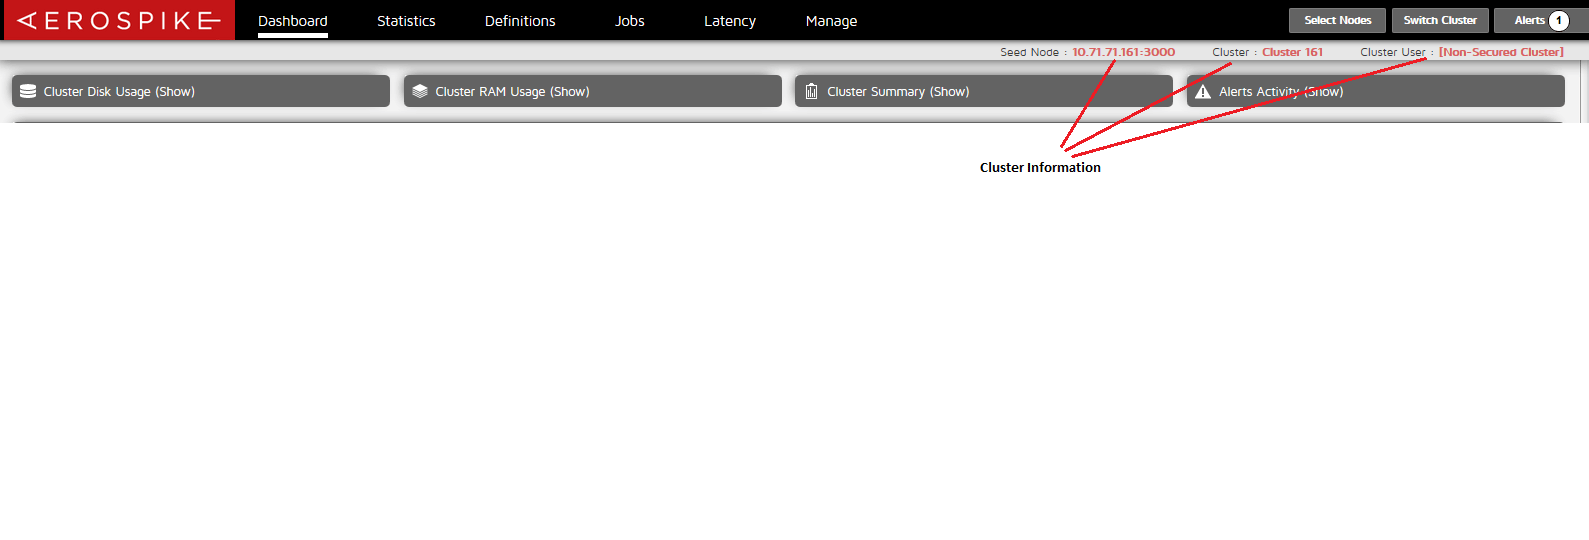 AEROSPIKE Dashboard Statistics Definitions Jobs Latency Manage Select Nodes Switch Cluster Alerts 1
Seed Node : 10.71.71.161:3000 Cluster : Cluster 161 Cluster User : [Non-Secured Cluster]
Cluster Disk Usage (Show) Cluster RAM Usage (Show) Cluster Summary (Show) Alerts Activity (Show)
Cluster Information